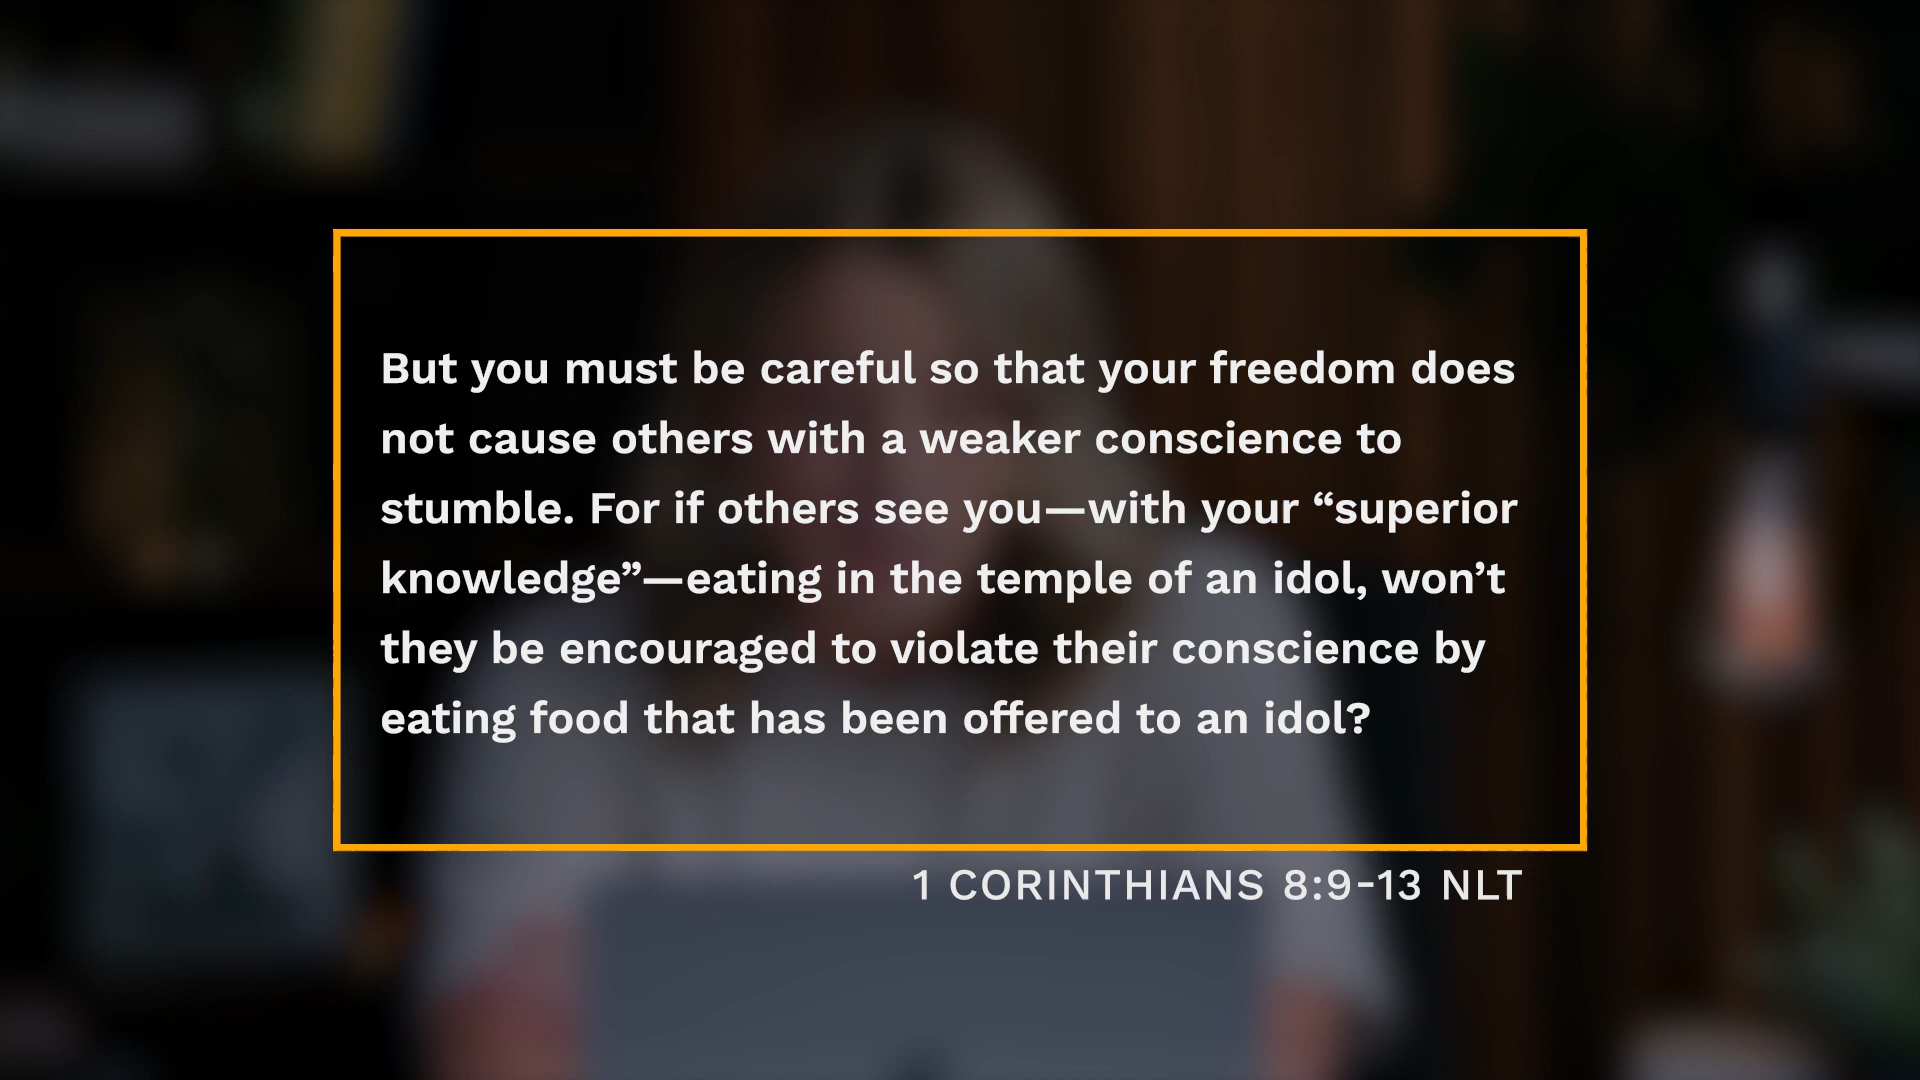 But you must be careful so that your freedom does
not cause others with a weaker conscience to
stumble. For if others see you—with your “superior
knowledge”—eating in the temple of an idol, won’t
they be encouraged to violate their conscience by
eating food that has been offered to an idol?
1 CORINTHIANS 8:9-13 NLT